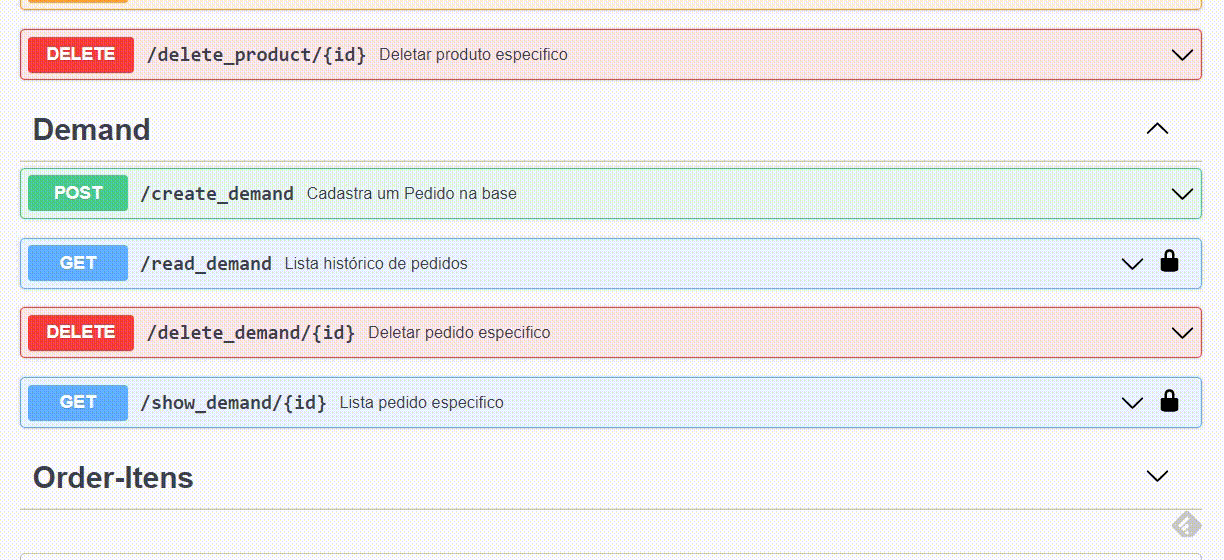 DELETE /delete_product/{id} Deletar produto especifico
Demand
POST /create_demand Cadastra um Pedido na base
GET /read_demand Lista histórico de pedidos
DELETE /delete_demand/{id} Deletar pedido especifico
GET /show_demand/{id} Lista pedido especifico
Order-Itens